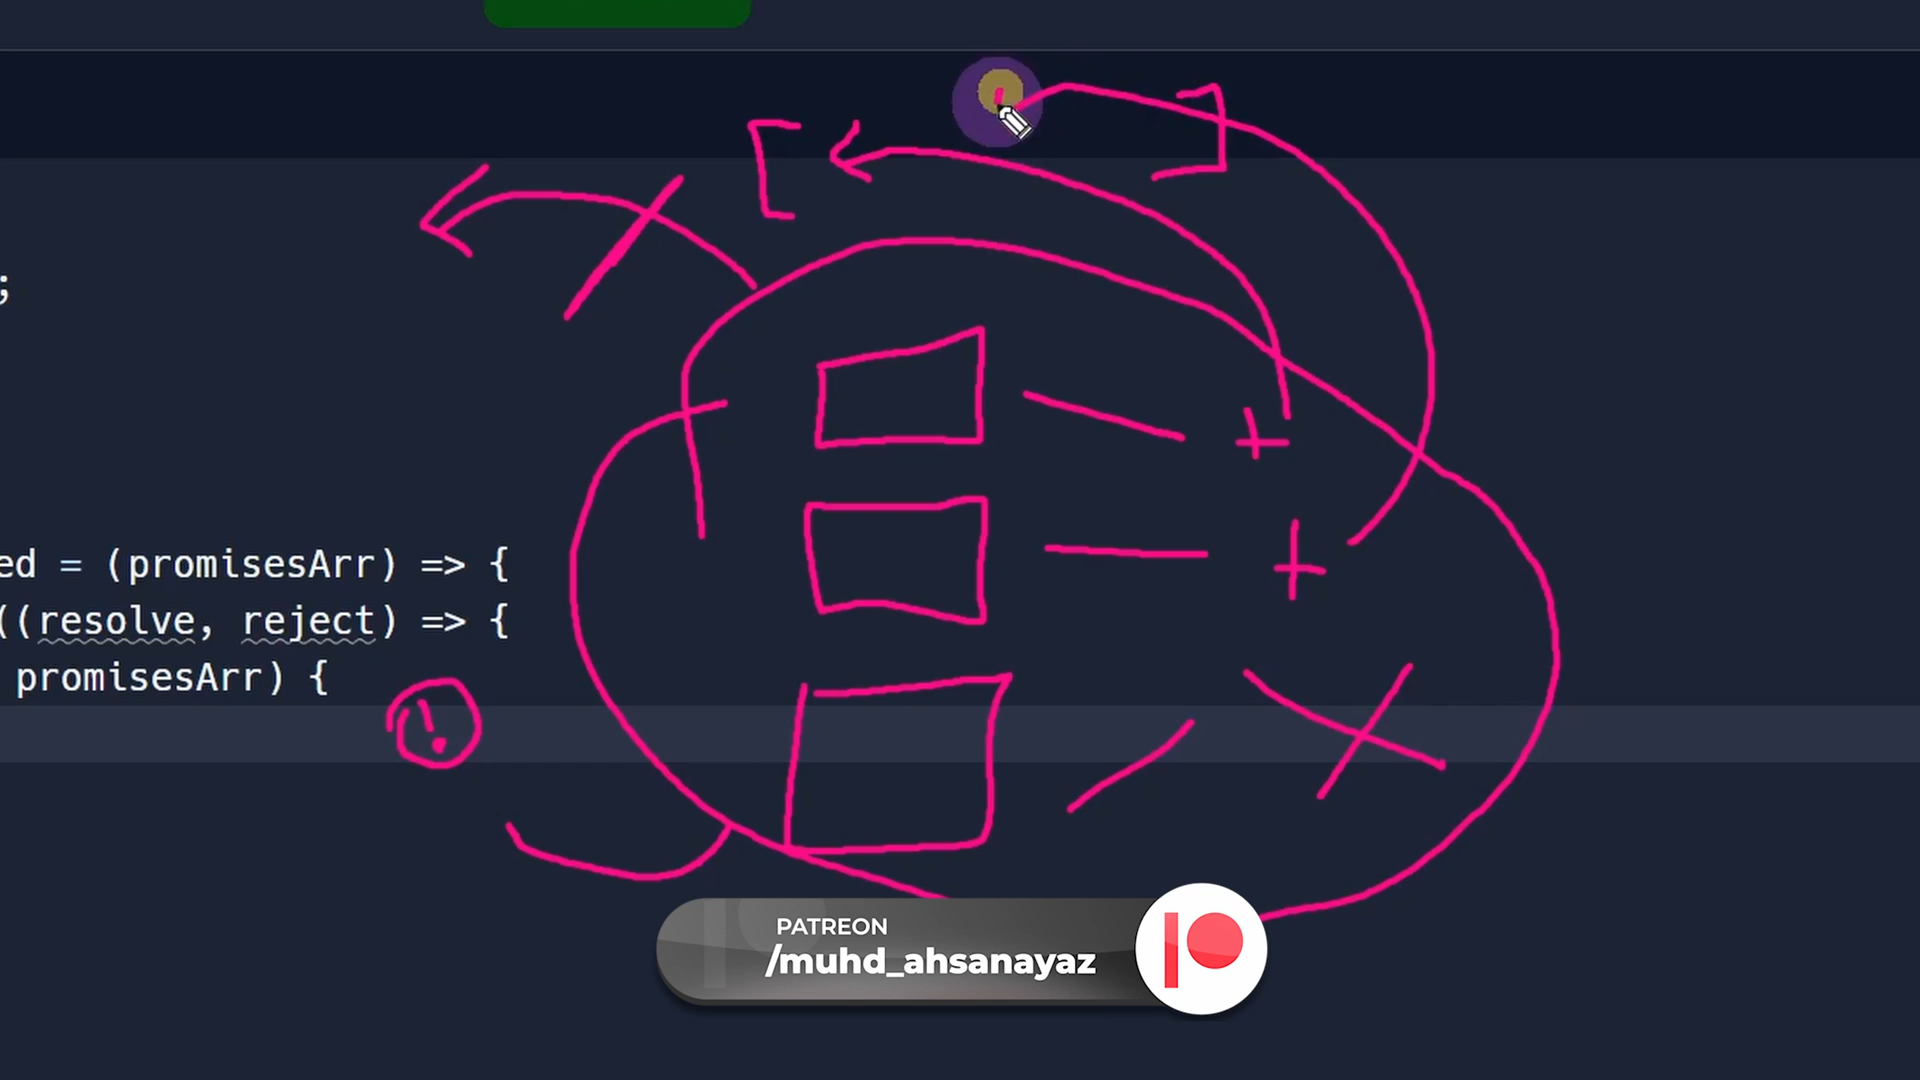 ;
ed = (promisesArr) => {
((resolve, reject) => {
promisesArr) {
!
PATREON
/muhd_ahsanayaz